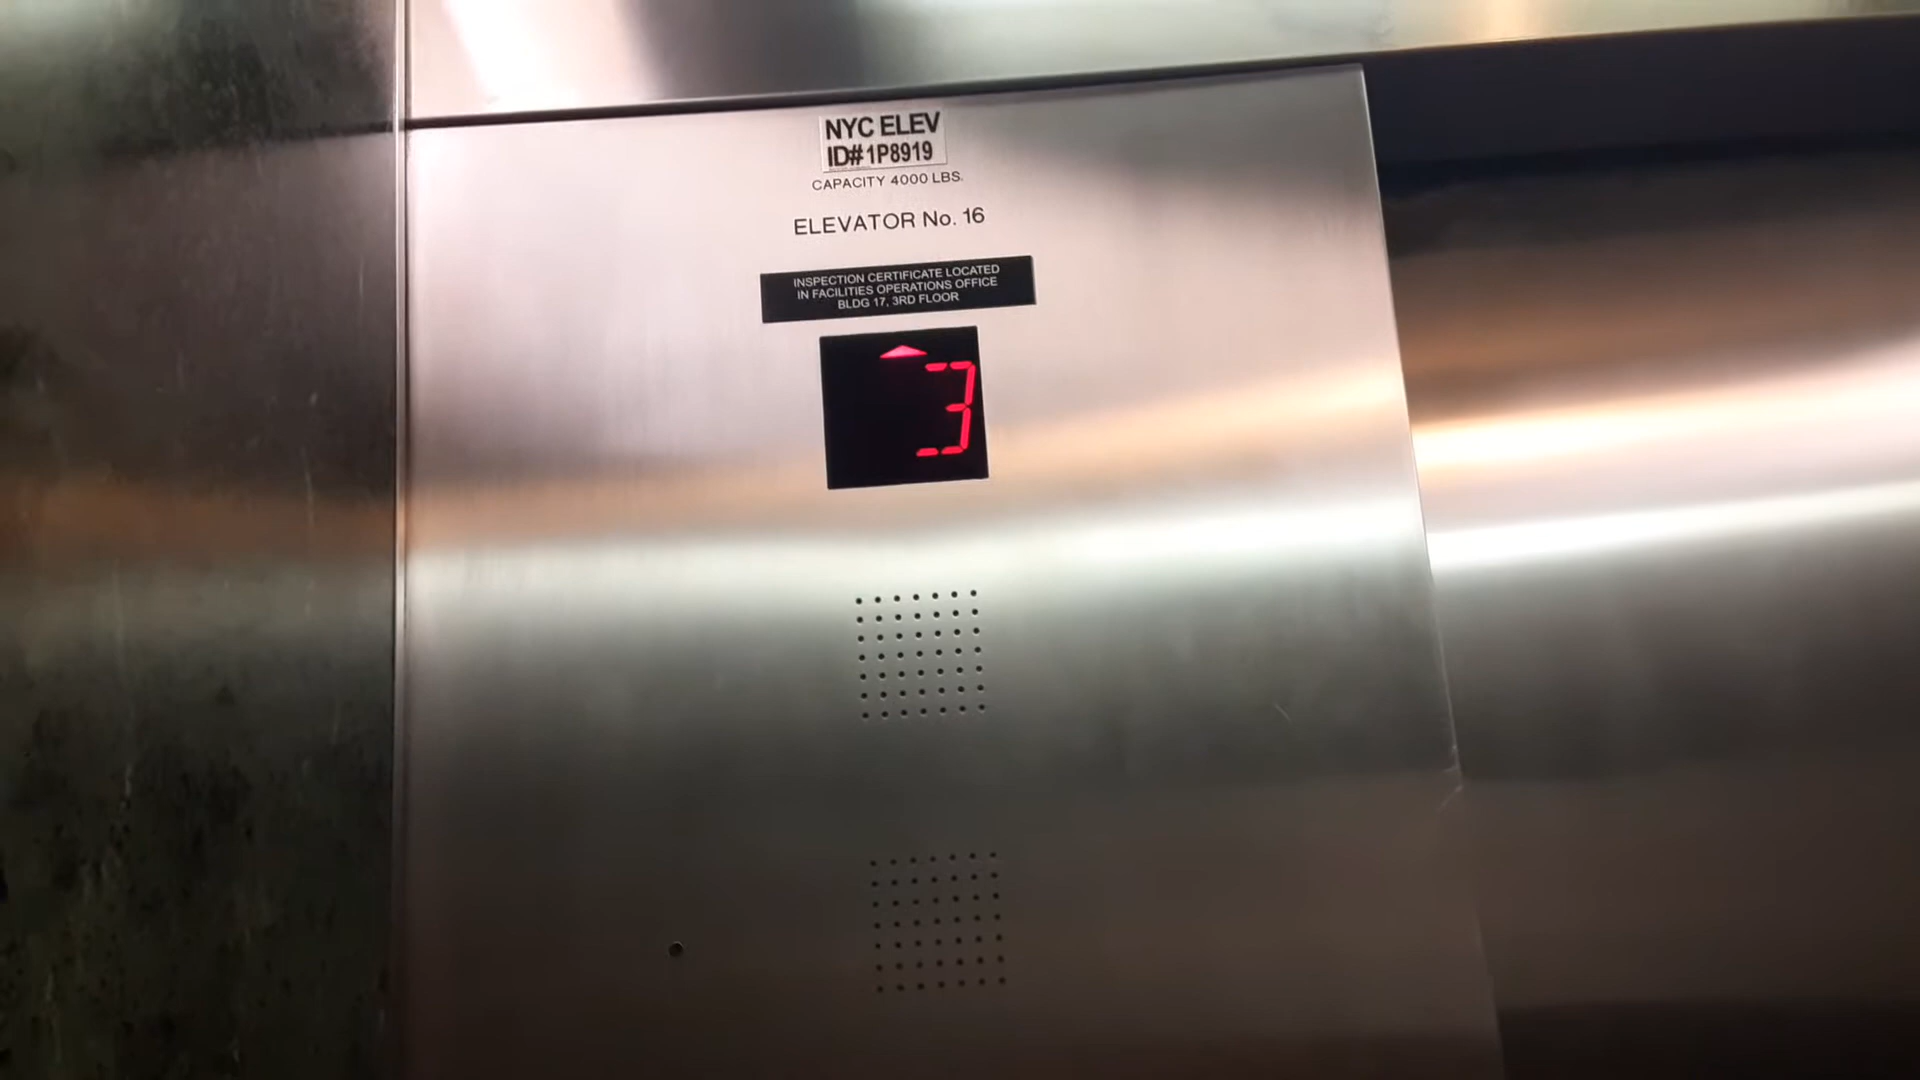 NYC ELEV
ID# 1P8919
CAPACITY 4000 LBS.
ELEVATOR No. 16
INSPECTION CERTIFICATE LOCATED
IN FACILITIES OPERATIONS OFFICE
BLDG 17, 3RD FLOOR
3